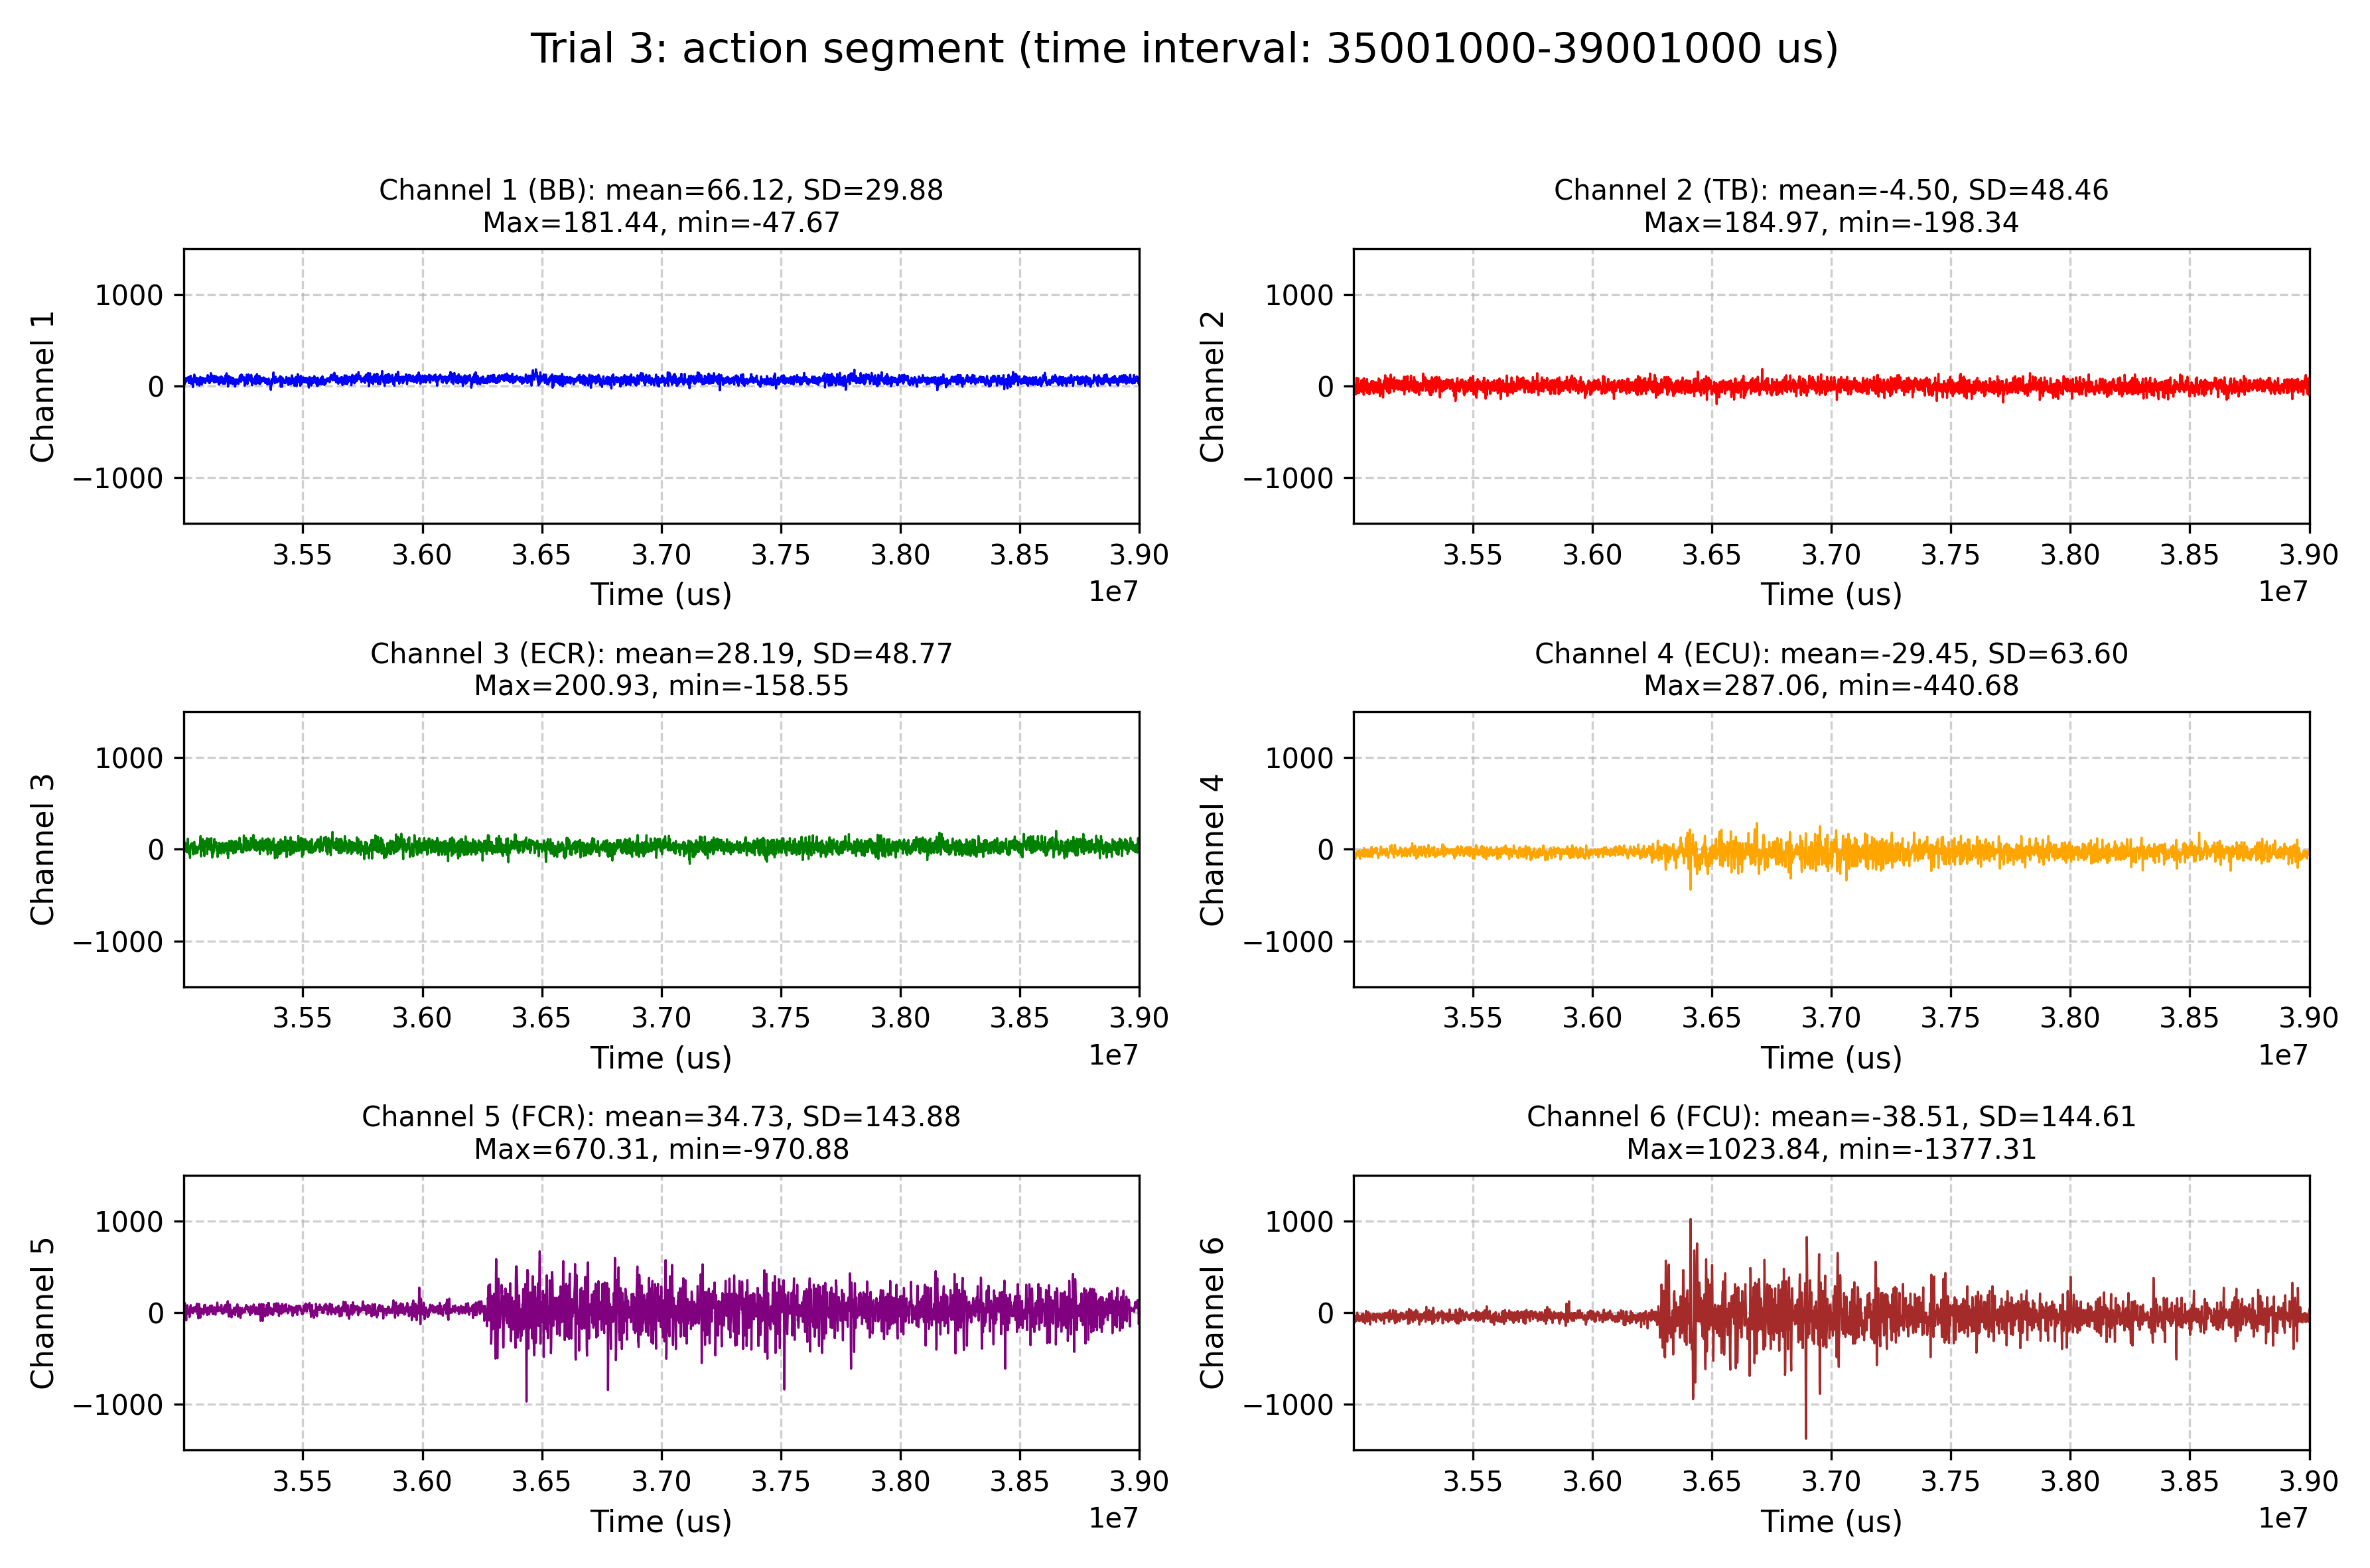 Trial 3: action segment (time interval: 35001000-39001000 us)
Channel 1 (BB): mean=66.12, SD=29.88
Max=181.44, min=-47.67
1000
0
−1000
Channel 1
3.55 3.60 3.65 3.70 3.75 3.80 3.85 3.90
Time (us)
1e7
Channel 2 (TB): mean=-4.50, SD=48.46
Max=184.97, min=-198.34
1000
0
−1000
Channel 2
3.55 3.60 3.65 3.70 3.75 3.80 3.85 3.90
Time (us)
1e7
Channel 3 (ECR): mean=28.19, SD=48.77
Max=200.93, min=-158.55
1000
0
−1000
Channel 3
3.55 3.60 3.65 3.70 3.75 3.80 3.85 3.90
Time (us)
1e7
Channel 4 (ECU): mean=-29.45, SD=63.60
Max=287.06, min=-440.68
1000
0
−1000
Channel 4
3.55 3.60 3.65 3.70 3.75 3.80 3.85 3.90
Time (us)
1e7
Channel 5 (FCR): mean=34.73, SD=143.88
Max=670.31, min=-970.88
1000
0
−1000
Channel 5
3.55 3.60 3.65 3.70 3.75 3.80 3.85 3.90
Time (us)
1e7
Channel 6 (FCU): mean=-38.51, SD=144.61
Max=1023.84, min=-1377.31
1000
0
−1000
Channel 6
3.55 3.60 3.65 3.70 3.75 3.80 3.85 3.90
Time (us)
1e7